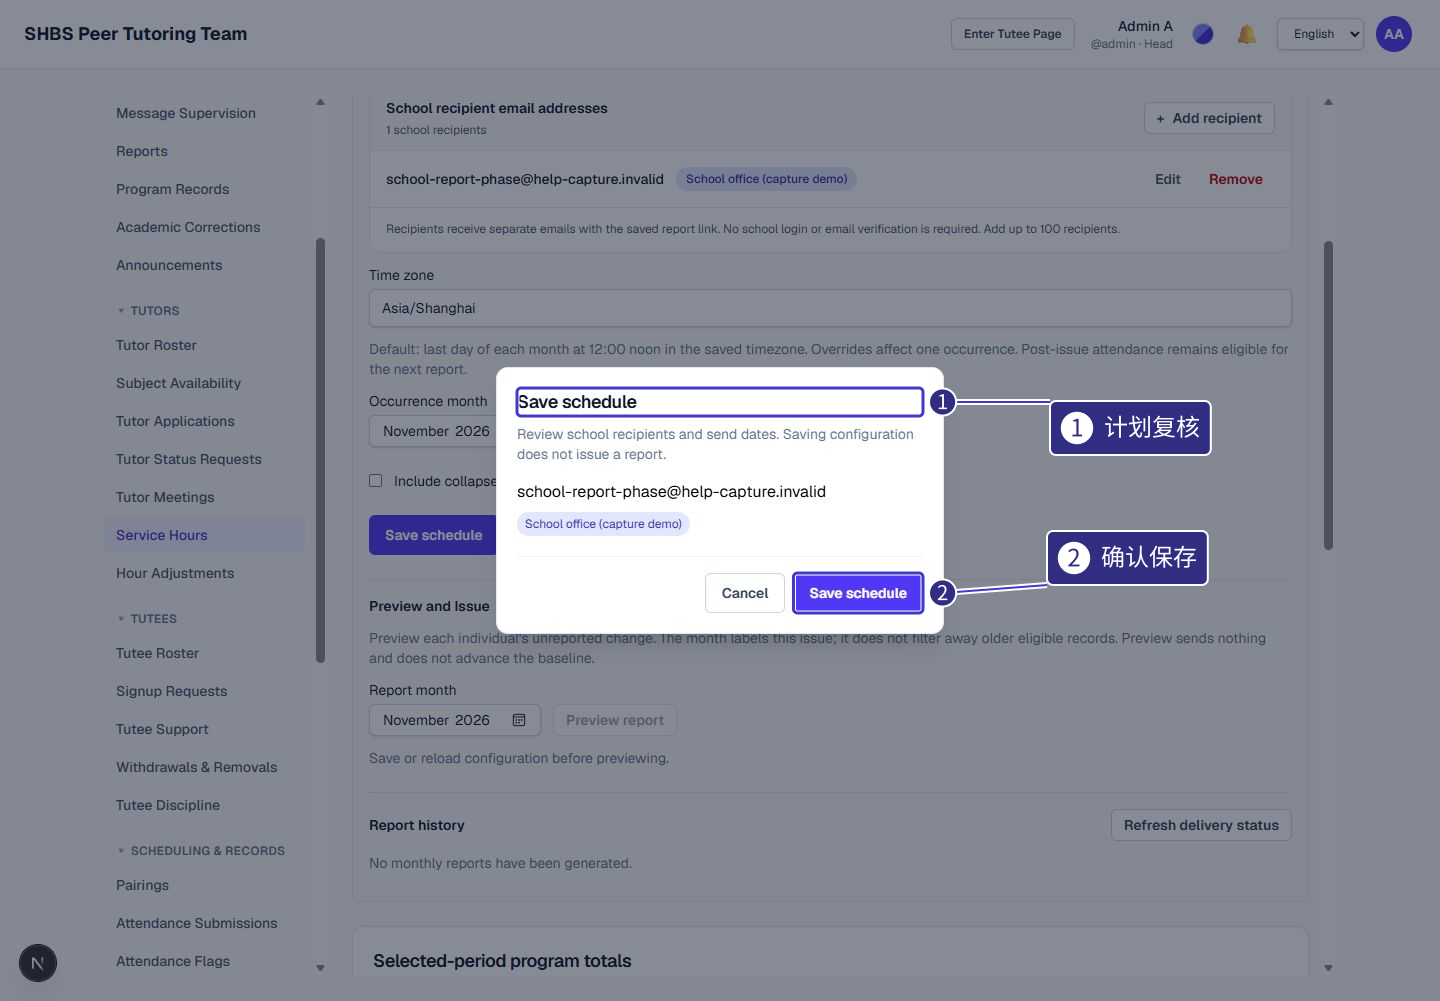 SHBS Peer Tutoring Team
Enter Tutee Page
Admin A
@admin · Head
English
AA
Message Supervision
Reports
Program Records
Academic Corrections
Announcements
TUTORS
Tutor Roster
Subject Availability
Tutor Applications
Tutor Status Requests
Tutor Meetings
Service Hours
Hour Adjustments
TUTEES
Tutee Roster
Signup Requests
Tutee Support
Withdrawals & Removals
Tutee Discipline
SCHEDULING & RECORDS
Pairings
Attendance Submissions
Attendance Flags
N
School recipient email addresses
1 school recipients
+ Add recipient
school-report-phase@help-capture.invalid
School office (capture demo)
Edit
Remove
Recipients receive separate emails with the saved report link. No school login or email verification is required. Add up to 100 recipients.
Time zone
Asia/Shanghai
Default: last day of each month at 12:00 noon in the saved timezone. Overrides affect one occurrence. Post-issue attendance remains eligible for
the next report.
Occurrence month
November 2026
Include collapse
Save schedule
Save schedule
Review school recipients and send dates. Saving configuration
does not issue a report.
school-report-phase@help-capture.invalid
School office (capture demo)
Cancel
Save schedule
1
1 计划复核
2
2 确认保存
Preview and Issue
Preview each individual's unreported change. The month labels this issue; it does not filter away older eligible records. Preview sends nothing
and does not advance the baseline.
Report month
November 2026
Preview report
Save or reload configuration before previewing.
Report history
Refresh delivery status
No monthly reports have been generated.
Selected-period program totals